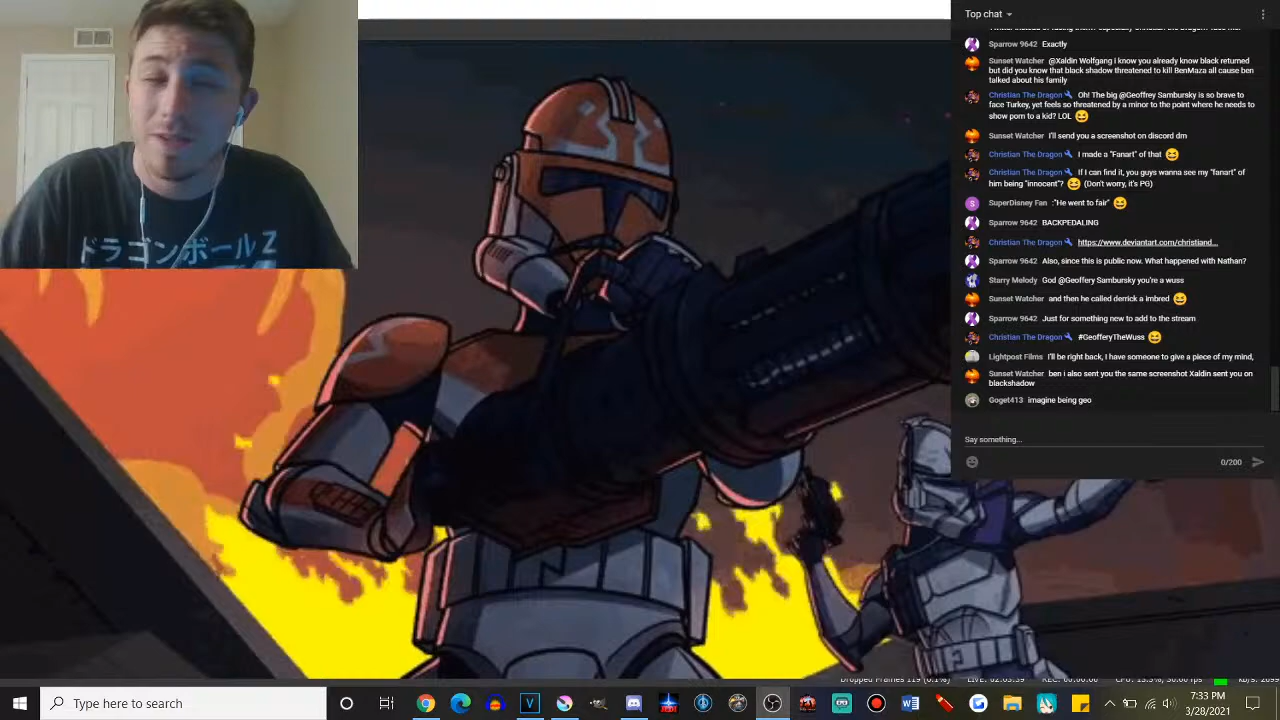 Top chat
Sparrow 9642 Exactly
Sunset Watcher @Xaldin Wolfgang i know you already know black returned
but did you know that black shadow threatened to kill BenMaza all cause ben
talked about his family
Christian The Dragon Oh! The big @Geoffrey Sambursky is so brave to
face Turkey, yet feels so threatened by a minor to the point where he needs to
show porn to a kid? LOL
Sunset Watcher I'll send you a screenshot on discord dm
Christian The Dragon I made a "Fanart" of that
Christian The Dragon If I can find it, you guys wanna see my "fanart" of
him being "innocent"? (Don't worry, it's PG)
S SuperDisney Fan :"He went to fair"
Sparrow 9642 BACKPEDALING
Christian The Dragon https://www.deviantart.com/christiand...
Sparrow 9642 Also, since this is public now. What happened with Nathan?
Starry Melody God @Geoffery Sambursky you're a wuss
Sunset Watcher and then he called derrick a imbred
Sparrow 9642 Just for something new to add to the stream
Christian The Dragon #GeofferyTheWuss
Lightpost Films I'll be right back, I have someone to give a piece of my mind,
Sunset Watcher ben i also sent you the same screenshot Xaldin sent you on
blackshadow
Goget413 imagine being geo
Say something...
0/200
ドラゴンボールZ
Type here to search
7:33 PM
3/28/2021